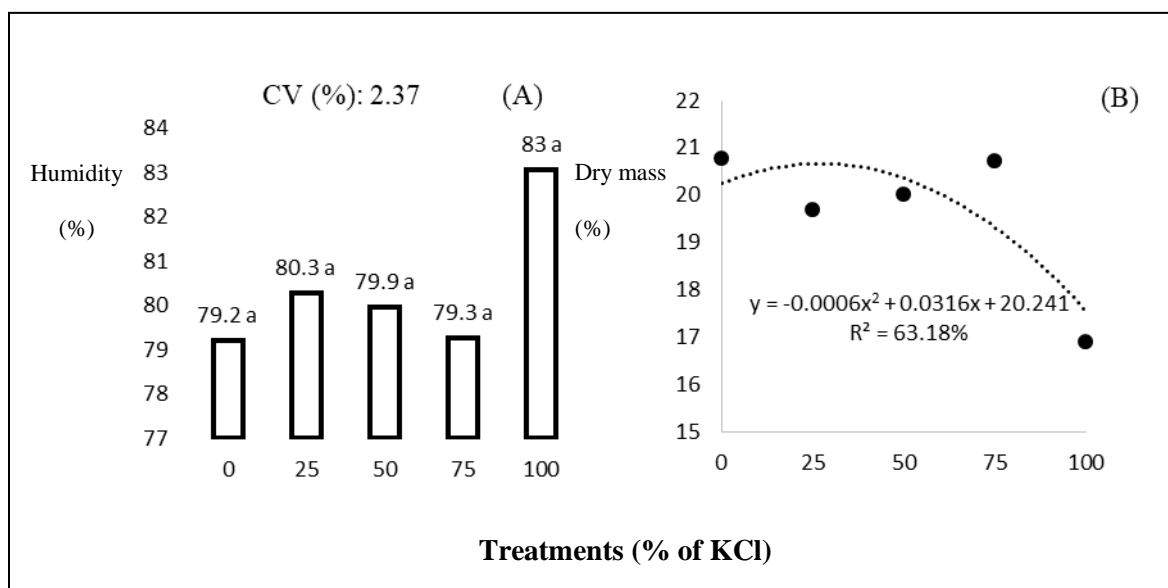 CV (%): 2.37
(A)
84
83
82
81
80
79
78
77
Humidity
(%)
79.2 a
80.3 a
79.9 a
79.3 a
83 a
0
25
50
75
100
(B)
22
21
20
19
18
17
16
15
Dry mass
(%)
y = -0.0006x² + 0.0316x + 20.241
R² = 63.18%
0
25
50
75
100
Treatments (% of KCl)